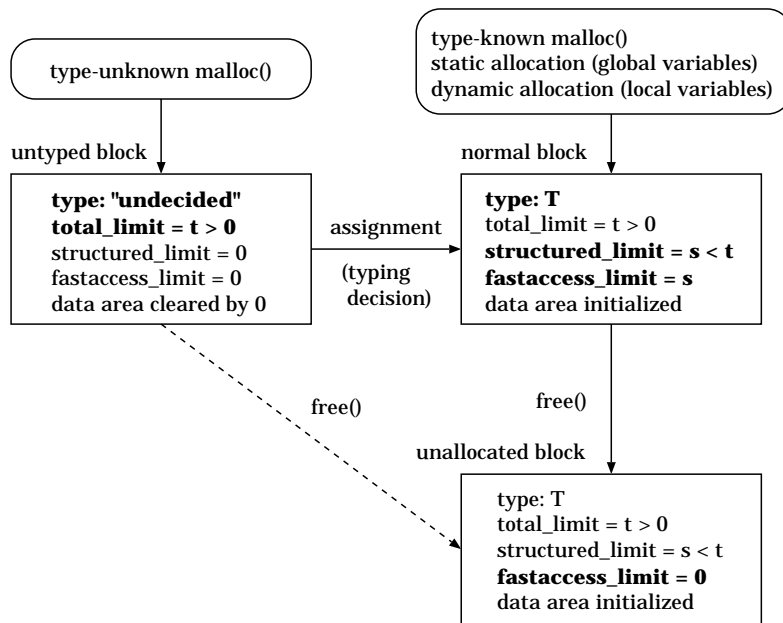 type-unknown malloc()
type-known malloc()
static allocation (global variables)
dynamic allocation (local variables)
untyped block
type: "undecided"
total_limit = t > 0
structured_limit = 0
fastaccess_limit = 0
data area cleared by 0
assignment
(typing
decision)
normal block
type: T
total_limit = t > 0
structured_limit = s < t
fastaccess_limit = s
data area initialized
free()
free()
unallocated block
type: T
total_limit = t > 0
structured_limit = s < t
fastaccess_limit = 0
data area initialized